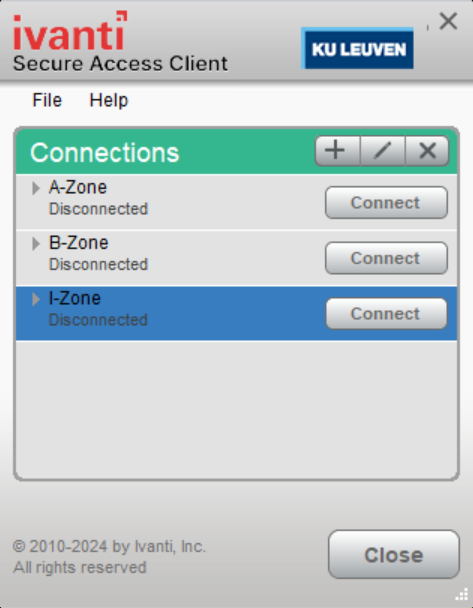 ivanti
Secure Access Client
KU LEUVEN
File Help
Connections
A-Zone
Disconnected
Connect
B-Zone
Disconnected
Connect
I-Zone
Disconnected
Connect
© 2010-2024 by Ivanti, Inc.
All rights reserved
Close